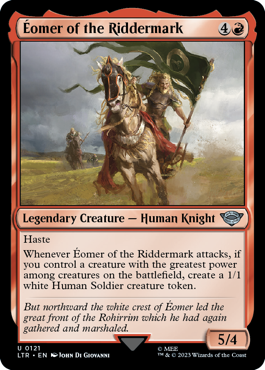 Éomer of the Riddermark 4
Legendary Creature — Human Knight
Haste
Whenever Éomer of the Riddermark attacks, if
you control a creature with the greatest power
among creatures on the battlefield, create a 1/1
white Human Soldier creature token.
But northward the white crest of Éomer led the
great front of the Rohirrim which he had again
gathered and marshaled.
5/4
U 0121
LTR • EN John Di Giovanni
© MEE
™ & © 2023 Wizards of the Coast